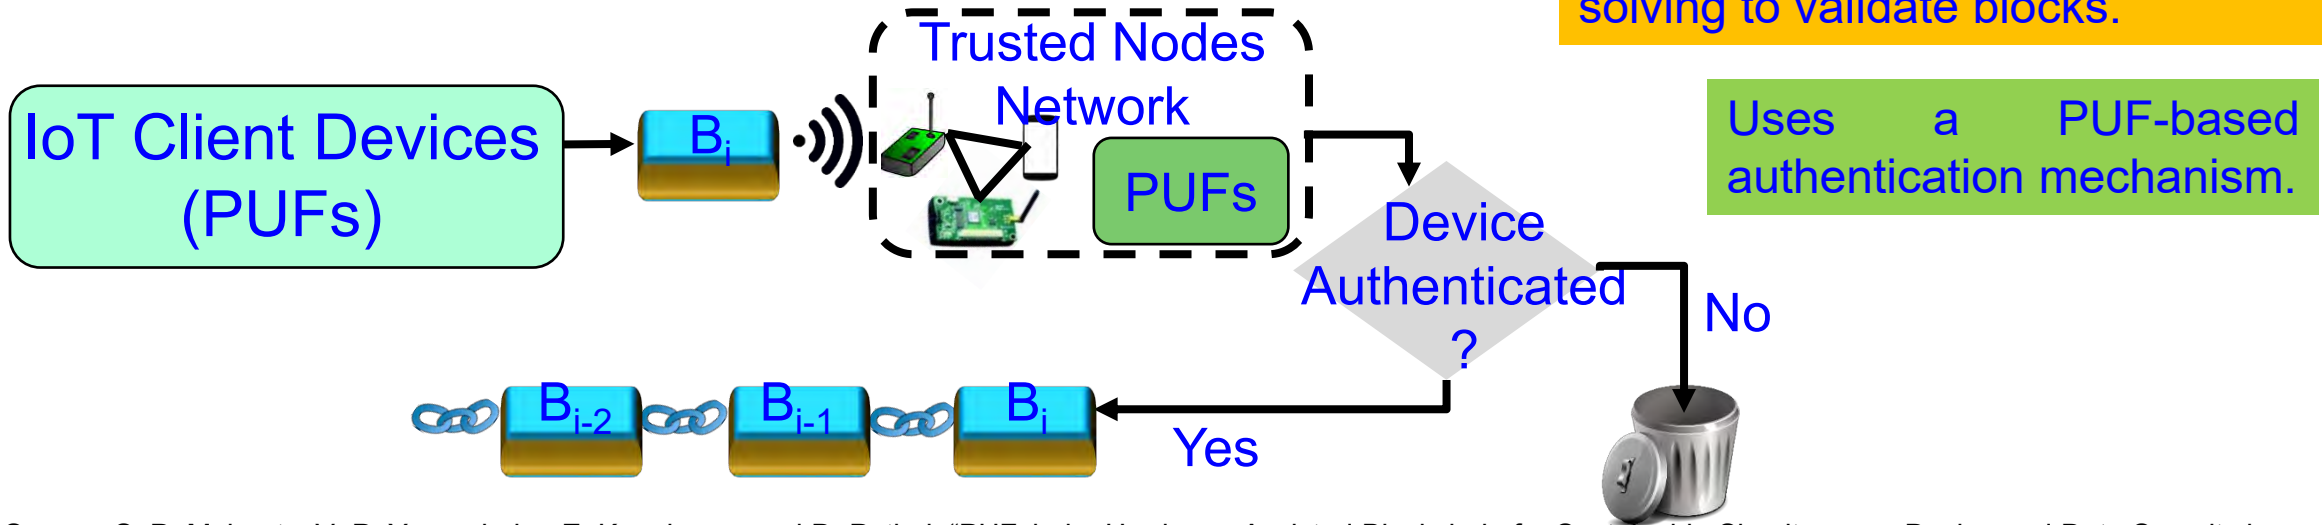 solving to validate blocks.
Trusted Nodes
Network
IoT Client Devices
(PUFs)
Bi
PUFs
Uses a PUF-based
authentication mechanism.
Device
Authenticated
?
No
Yes
Bi-2
Bi-1
Bi